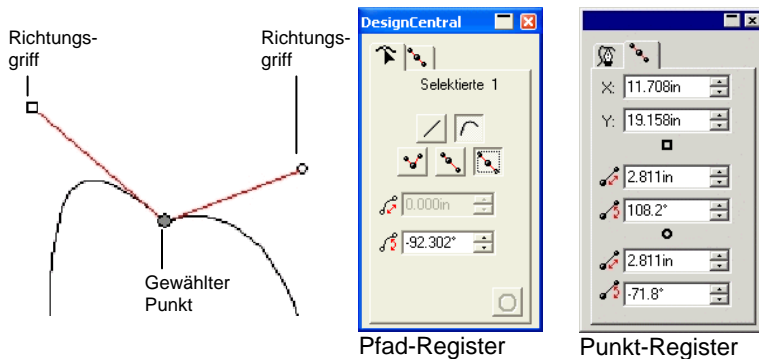 Richtungs-
griff
Richtungs-
griff
Gewählter
Punkt
DesignCentral
Selektierte 1
0.000in
-92.302°
Pfad-Register
X: 11.708in
Y: 19.158in
2.811in
108.2°
2.811in
-71.8°
Punkt-Register